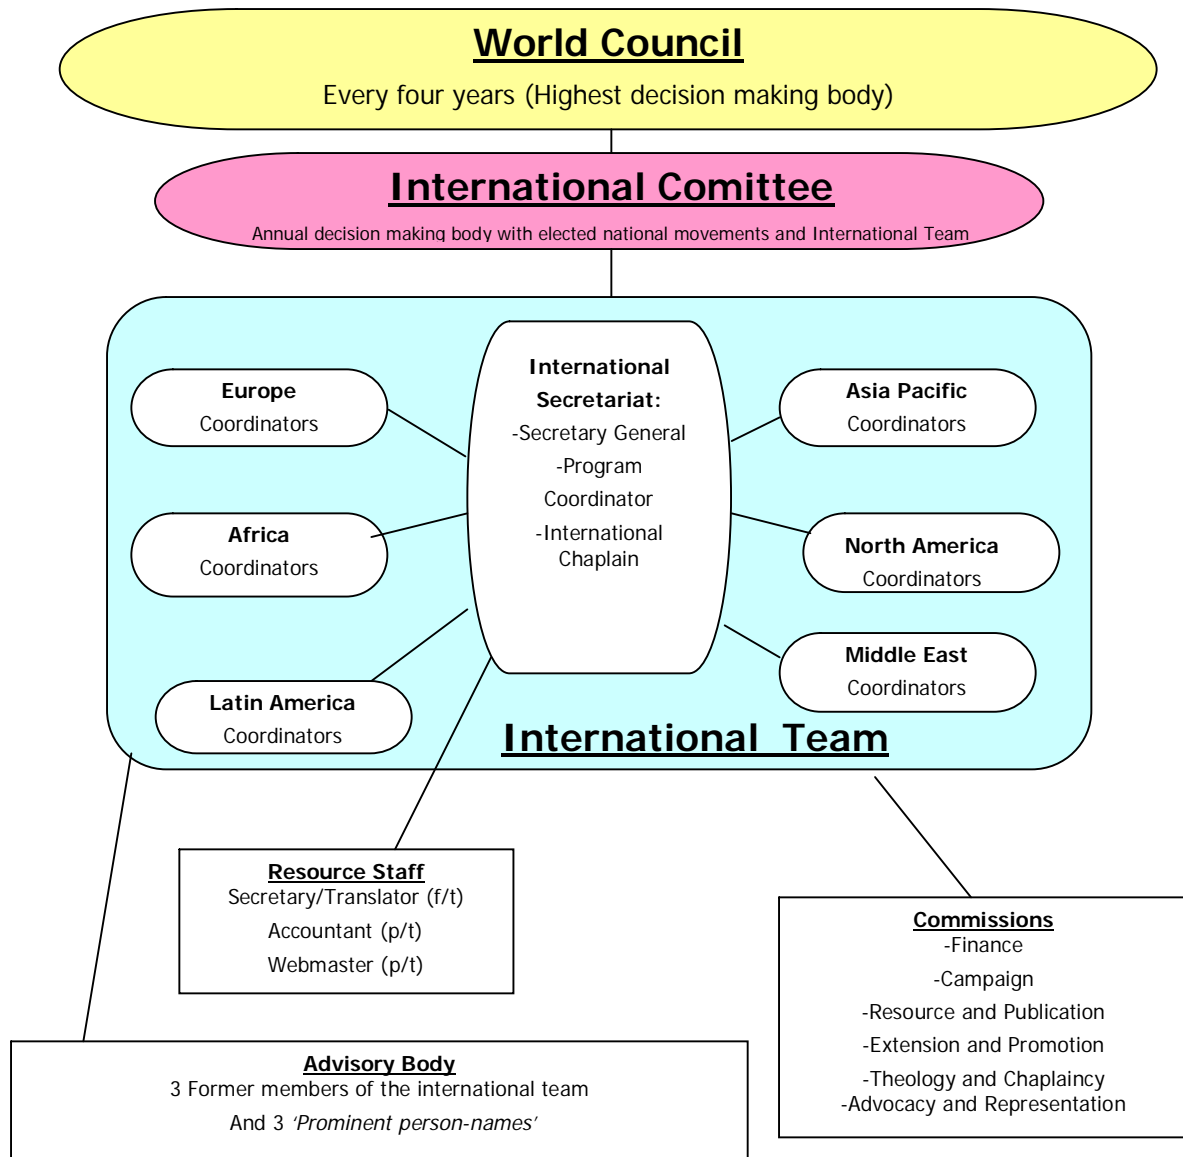 World Council
Every four years (Highest decision making body)
International Comittee
Annual decision making body with elected national movements and International Team
Europe
Coordinators
Africa
Coordinators
Latin America
Coordinators
International
Secretariat:
-Secretary General
-Program
Coordinator
-International
Chaplain
Asia Pacific
Coordinators
North America
Coordinators
Middle East
Coordinators
International Team
Resource Staff
Secretary/Translator (f/t)
Accountant (p/t)
Webmaster (p/t)
Commissions
-Finance
-Campaign
-Resource and Publication
-Extension and Promotion
-Theology and Chaplaincy
-Advocacy and Representation
Advisory Body
3 Former members of the international team
And 3 ‘Prominent person-names’